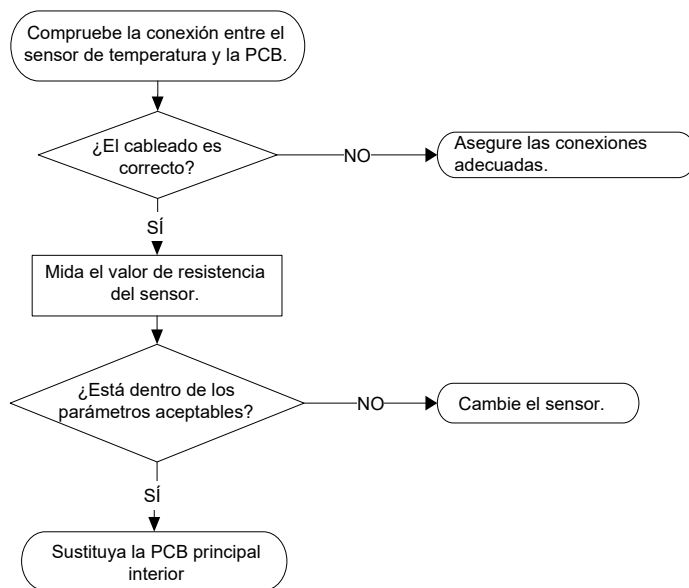 Compruebe la conexión entre el
sensor de temperatura y la PCB.
¿El cableado es
correcto?
NO
Asegure las conexiones
adecuadas.
SÍ
Mida el valor de resistencia
del sensor.
¿Está dentro de los
parámetros aceptables?
NO
Cambie el sensor.
SÍ
Sustituya la PCB principal
interior